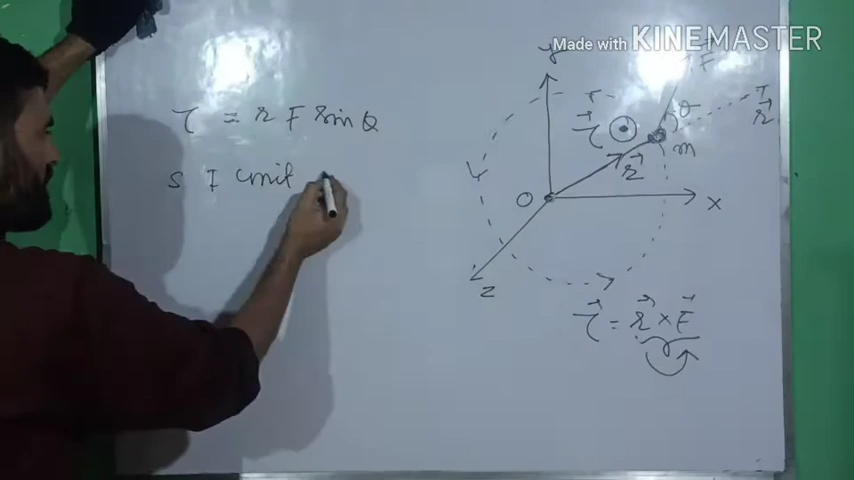 Made with KINEMASTER
τ = r F sin θ
S I unit
y
F⃗
θ
r⃗
τ⃗
m
r⃗
O
x
z
τ⃗ = r⃗ × F⃗